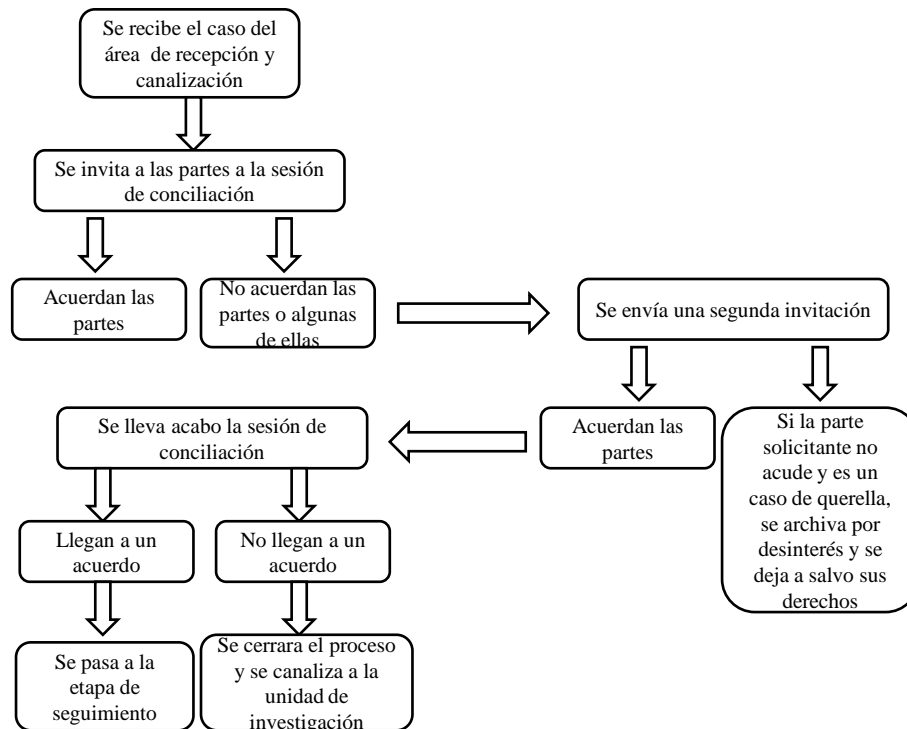 Se recibe el caso del
área de recepción y
canalización
Se invita a las partes a la sesión
de conciliación
Acuerdan las
partes
No acuerdan las
partes o algunas
de ellas
Se envía una segunda invitación
Se lleva acabo la sesión de
conciliación
Acuerdan las
partes
Si la parte
solicitante no
acude y es un
caso de querella,
se archiva por
desinterés y se
deja a salvo sus
derechos
Llegan a un
acuerdo
No llegan a un
acuerdo
Se pasa a la
etapa de
seguimiento
Se cerrara el proceso
y se canaliza a la
unidad de
investigación